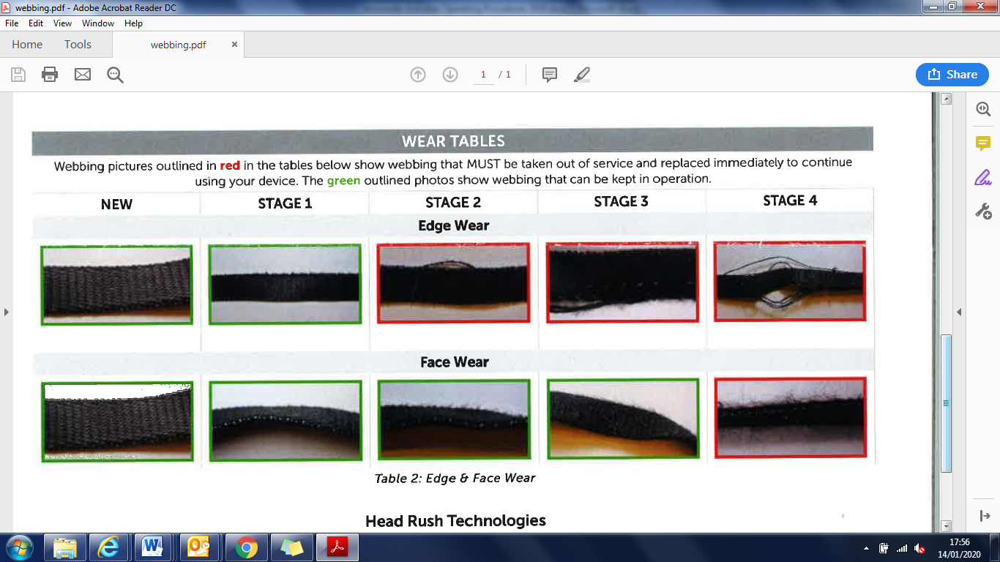 webbing.pdf - Adobe Acrobat Reader DC
File Edit View Window Help
Home Tools webbing.pdf ×
1 / 1
Share
WEAR TABLES
Webbing pictures outlined in red in the tables below show webbing that MUST be taken out of service and replaced immediately to continue
using your device. The green outlined photos show webbing that can be kept in operation.
NEW STAGE 1 STAGE 2 STAGE 3 STAGE 4
Edge Wear
Face Wear
Table 2: Edge & Face Wear
Head Rush Technologies
17:56
14/01/2020